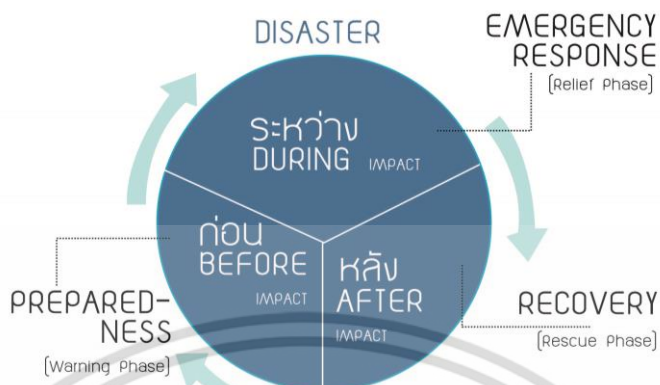 DISASTER
EMERGENCY
RESPONSE
(Relief Phase)
ระหว่าง
DURING IMPACT
ก่อน
BEFORE
IMPACT
หลัง
AFTER
IMPACT
PREPARED-
NESS
(Warning Phase)
RECOVERY
(Rescue Phase)